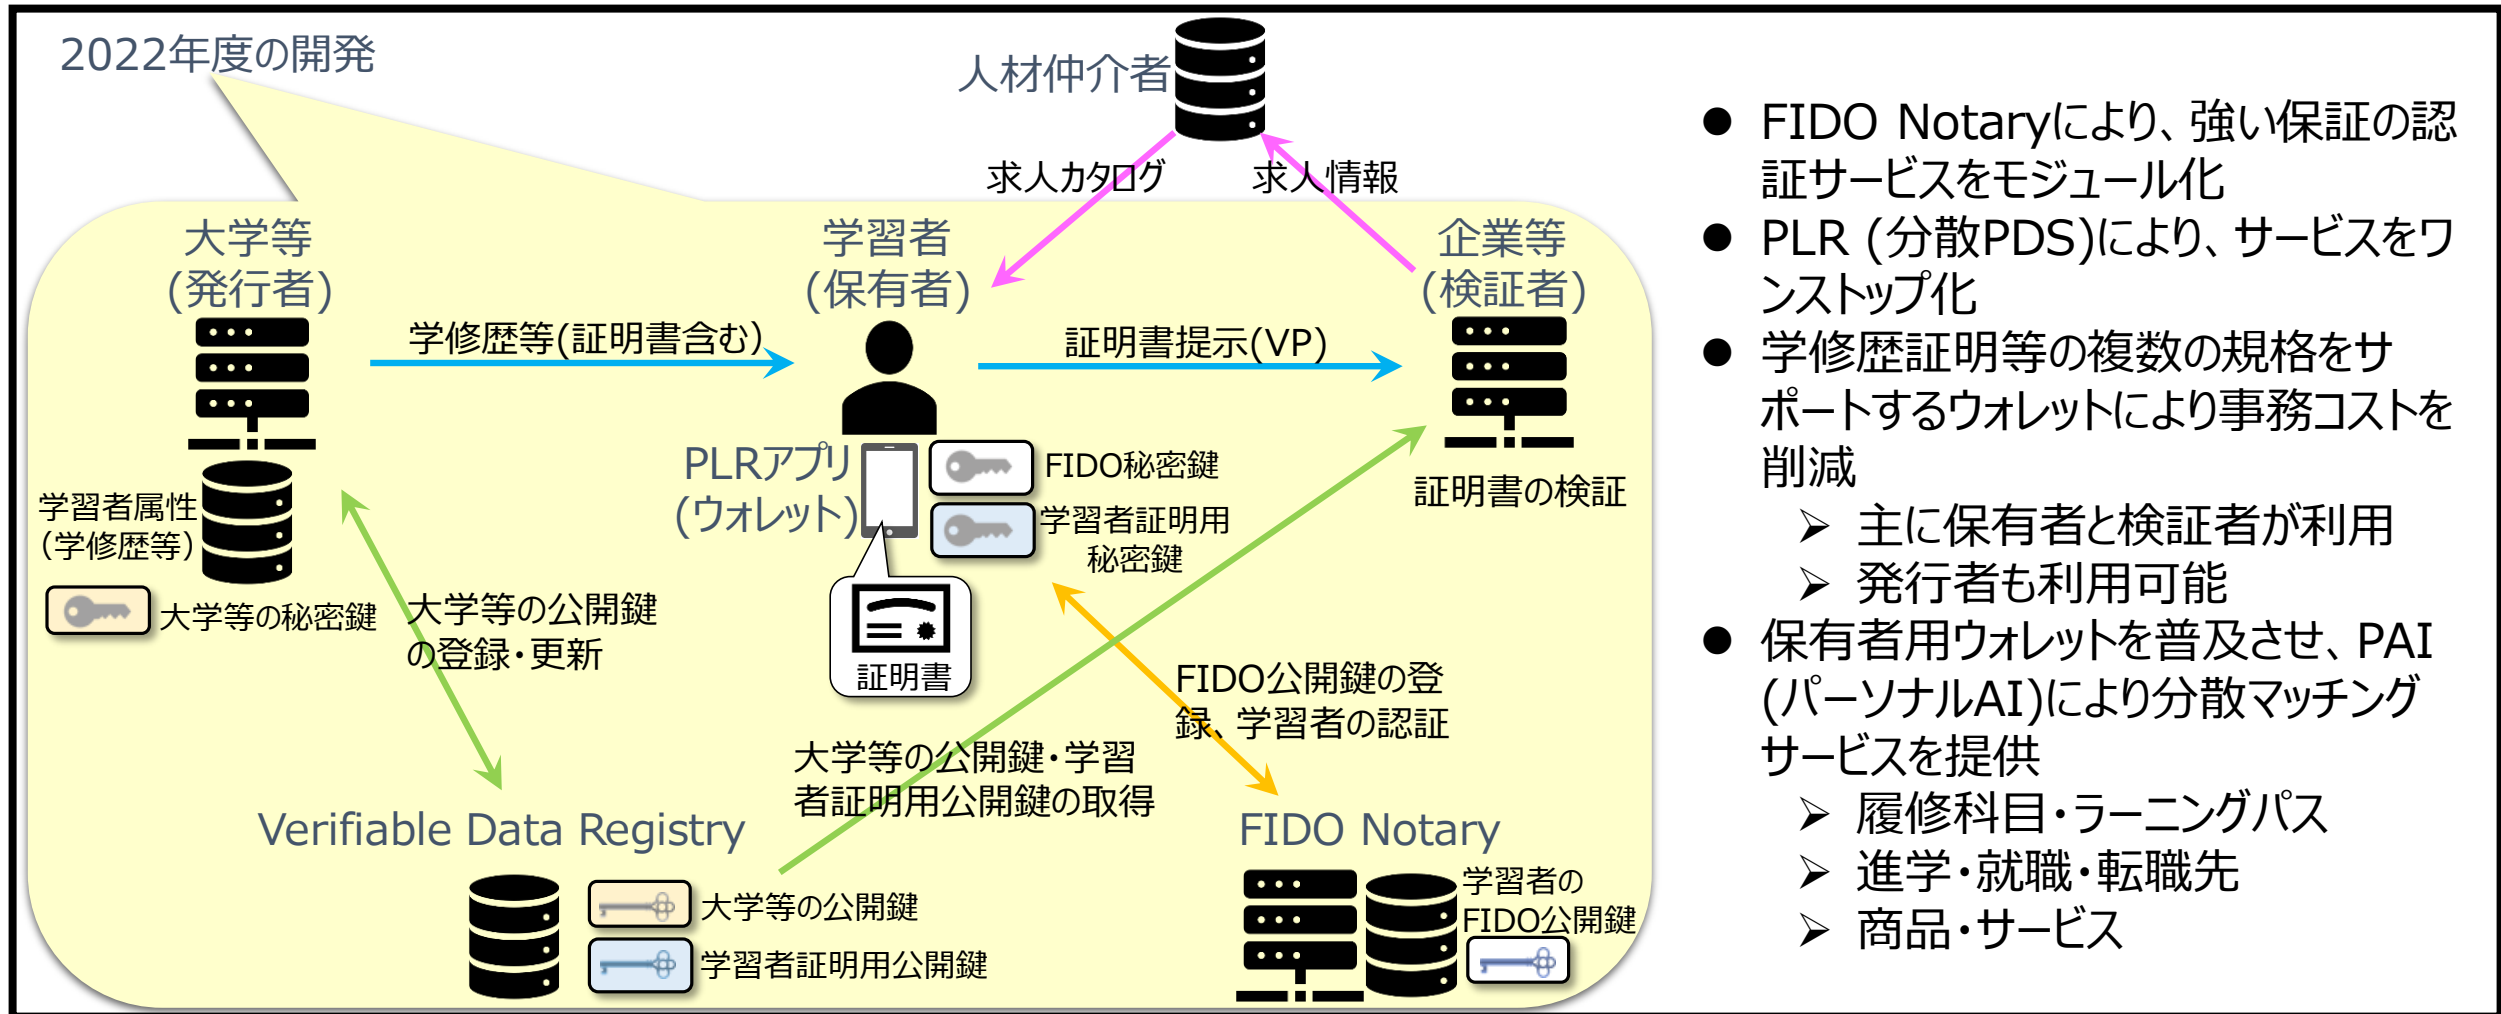 2022年度の開発
人材仲介者
求人カタログ
求人情報
大学等
(発行者)
学習者
(保有者)
企業等
(検証者)
学修歴等(証明書含む)
証明書提示(VP)
PLRアプリ
(ウォレット)
FIDO秘密鍵
学習者証明用
秘密鍵
証明書の検証
学習者属性
(学修歴等)
大学等の秘密鍵
大学等の公開鍵
の登録・更新
証明書
FIDO公開鍵の登
録、学習者の認証
大学等の公開鍵・学習
者証明用公開鍵の取得
Verifiable Data Registry
大学等の公開鍵
学習者証明用公開鍵
FIDO Notary
学習者の
FIDO公開鍵
● FIDO Notaryにより、強い保証の認
証サービスをモジュール化
● PLR (分散PDS)により、サービスをワ
ンストップ化
● 学修歴証明等の複数の規格をサ
ポートするウォレットにより事務コストを
削減
➢ 主に保有者と検証者が利用
➢ 発行者も利用可能
● 保有者用ウォレットを普及させ、PAI
(パーソナルAI)により分散マッチング
サービスを提供
➢ 履修科目・ラーニングパス
➢ 進学・就職・転職先
➢ 商品・サービス